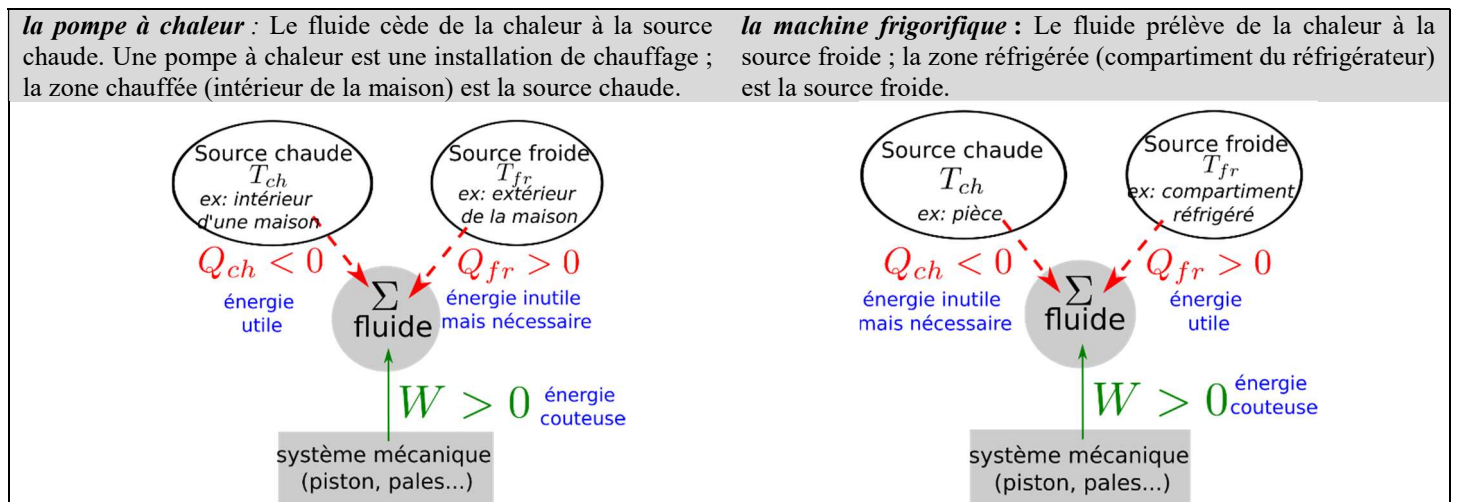 la pompe à chaleur : Le fluide cède de la chaleur à la source
chaude. Une pompe à chaleur est une installation de chauffage ;
la zone chauffée (intérieur de la maison) est la source chaude.
la machine frigorifique : Le fluide prélève de la chaleur à la
source froide ; la zone réfrigérée (compartiment du réfrigérateur)
est la source froide.
Source chaude
T_ch
ex: intérieur
d'une maison
Source froide
T_fr
ex: extérieur
de la maison
Q_ch < 0
Q_fr > 0
énergie
utile
Σ
fluide
énergie inutile
mais nécessaire
W > 0
énergie
couteuse
système mécanique
(piston, pales...)
Source chaude
T_ch
ex: pièce
Source froide
T_fr
ex: compartiment
réfrigéré
Q_ch < 0
Q_fr > 0
énergie inutile
mais nécessaire
Σ
fluide
énergie
utile
W > 0
énergie
couteuse
système mécanique
(piston, pales...)